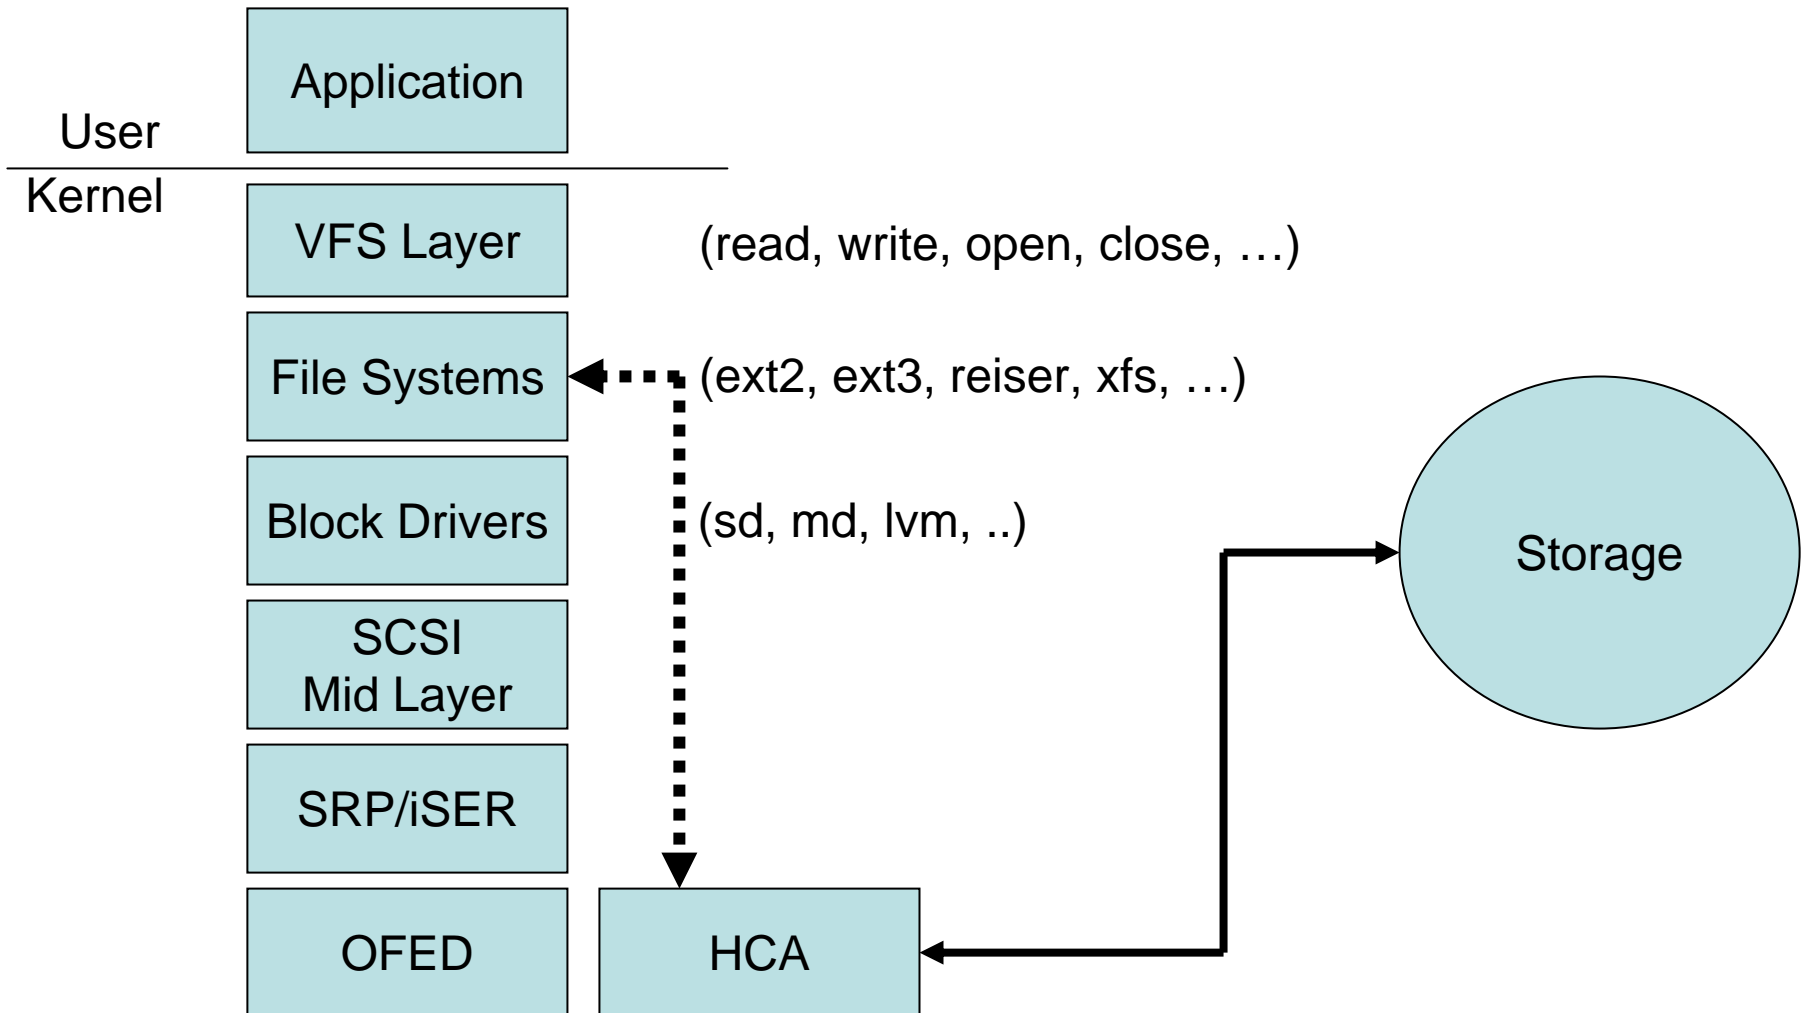 Application
User
Kernel
VFS Layer
(read, write, open, close, …)
File Systems
(ext2, ext3, reiser, xfs, …)
Block Drivers
(sd, md, lvm, ..)
Storage
SCSI
Mid Layer
SRP/iSER
OFED
HCA